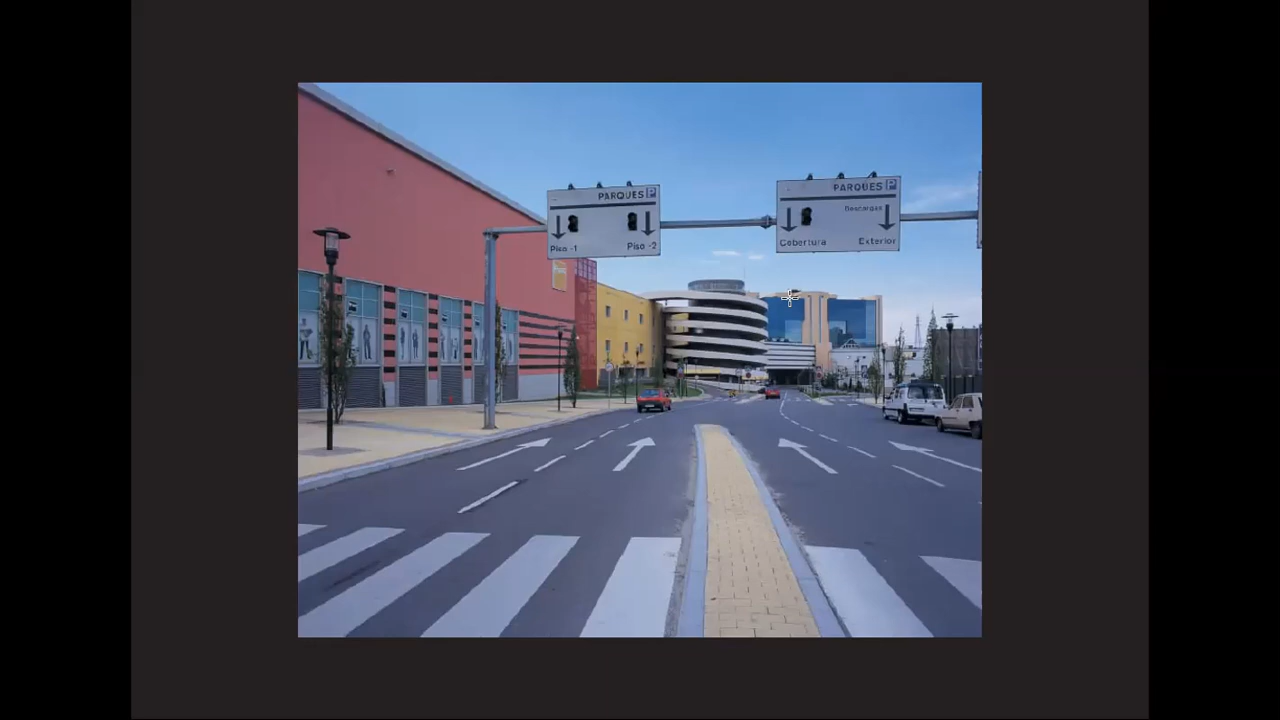 PARQUES P
Piso -1
Piso -2
PARQUES P
Descargas
Cobertura
Exterior